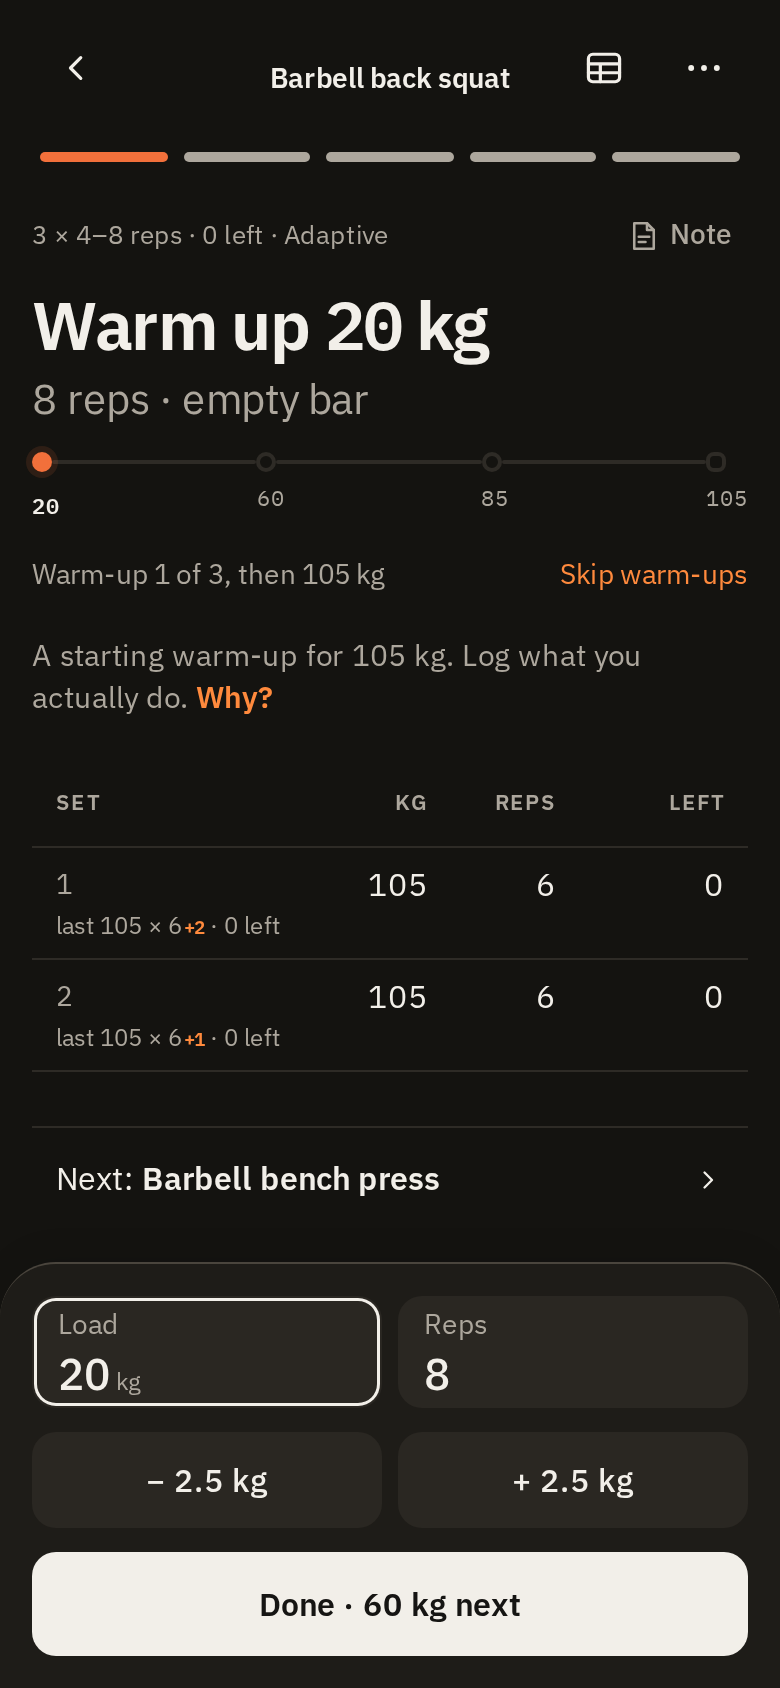 Barbell back squat
3 × 4–8 reps · 0 left · Adaptive
Note
Warm up 20 kg
8 reps · empty bar
20 60 85 105
Warm-up 1 of 3, then 105 kg
Skip warm-ups
A starting warm-up for 105 kg. Log what you
actually do. Why?
SET KG REPS LEFT
1 105 6 0
last 105 × 6 +2 · 0 left
2 105 6 0
last 105 × 6 +1 · 0 left
Next: Barbell bench press
Load Reps
20 kg 8
− 2.5 kg + 2.5 kg
Done · 60 kg next